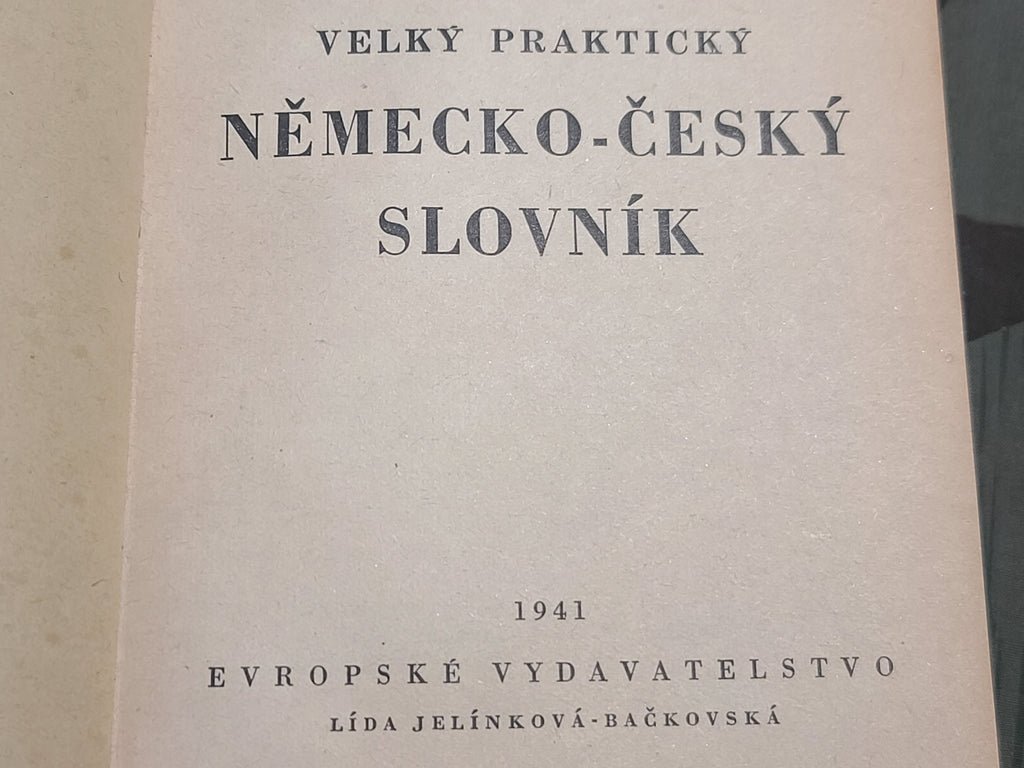 VELKÝ PRAKTICKÝ
NĚMECKO-ČESKÝ
SLOVNÍK
1941
EVROPSKÉ VYDAVATELSTVO
LÍDA JELÍNKOVÁ-BAČKOVSKÁ